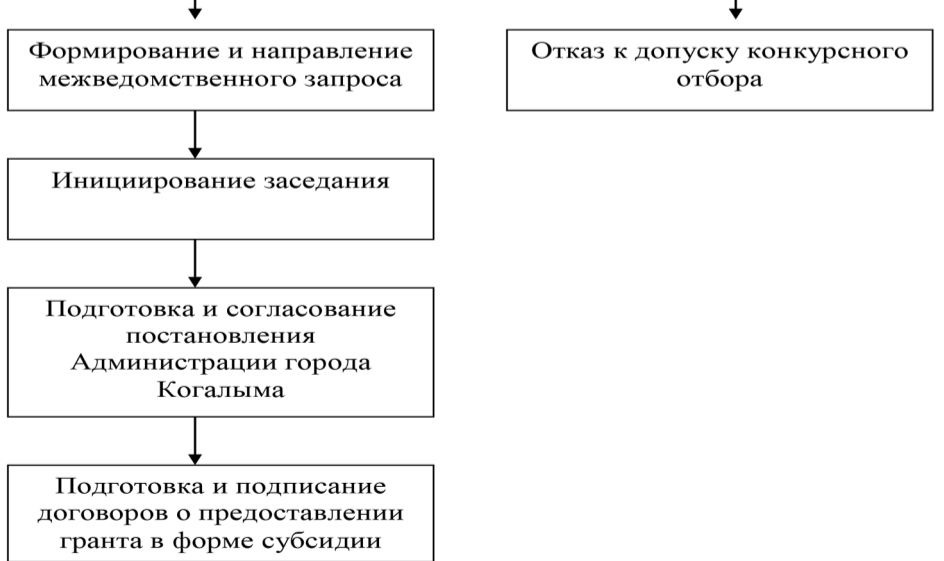 Формирование и направление
межведомственного запроса
Отказ к допуску конкурсного
отбора
Инициирование заседания
Подготовка и согласование
постановления
Администрации города
Когалыма
Подготовка и подписание
договоров о предоставлении
гранта в форме субсидии